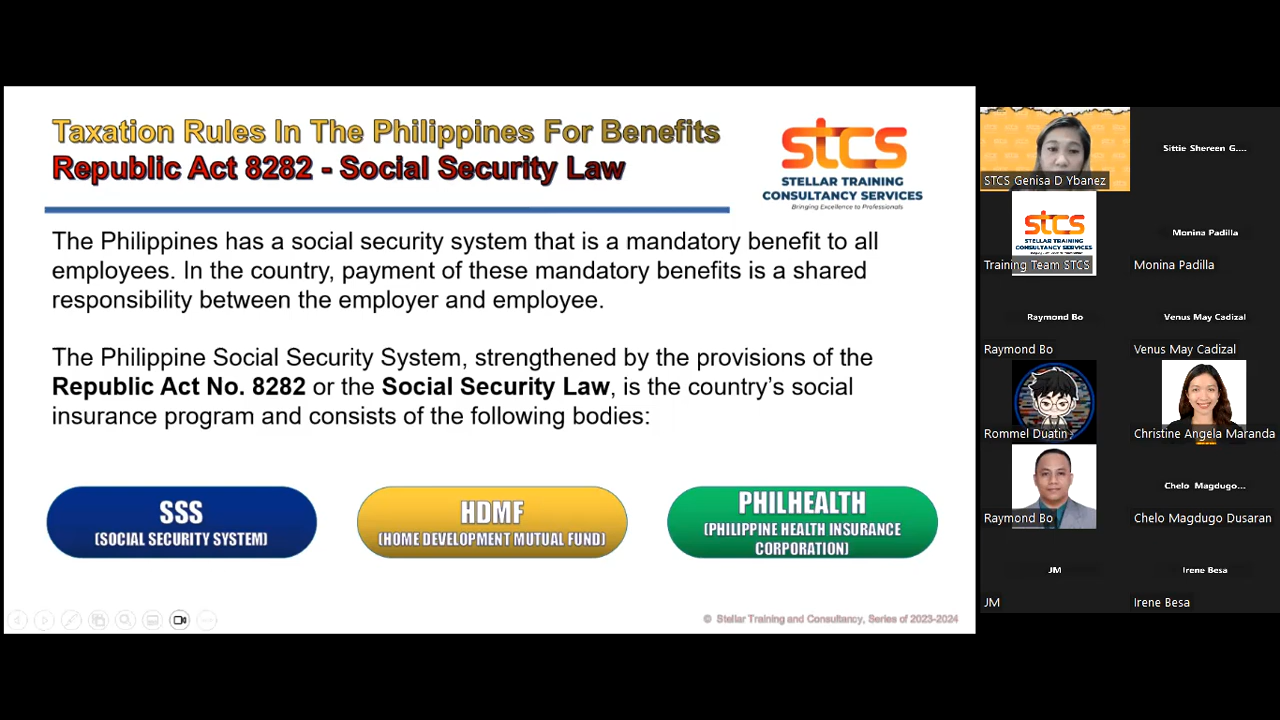 Taxation Rules In The Philippines For Benefits
Republic Act 8282 - Social Security Law
stcs
STELLAR TRAINING
CONSULTANCY SERVICES
Bringing Excellence to Professionals
The Philippines has a social security system that is a mandatory benefit to all
employees. In the country, payment of these mandatory benefits is a shared
responsibility between the employer and employee.
The Philippine Social Security System, strengthened by the provisions of the
Republic Act No. 8282 or the Social Security Law, is the country's social
insurance program and consists of the following bodies:
SSS
(SOCIAL SECURITY SYSTEM)
HDMF
(HOME DEVELOPMENT MUTUAL FUND)
PHILHEALTH
(PHILIPPINE HEALTH INSURANCE
CORPORATION)
© Stellar Training and Consultancy, Series of 2023-2024
STCS Genisa D Ybanez
Sittie Shereen G....
stcs
STELLAR TRAINING
CONSULTANCY SERVICES
Training Team STCS
Monina Padilla
Monina Padilla
Raymond Bo
Raymond Bo
Venus May Cadizal
Venus May Cadizal
Rommel Duatin
Christine Angela Maranda
Raymond Bo
Chelo Magdugo...
Chelo Magdugo Dusaran
JM
JM
Irene Besa
Irene Besa